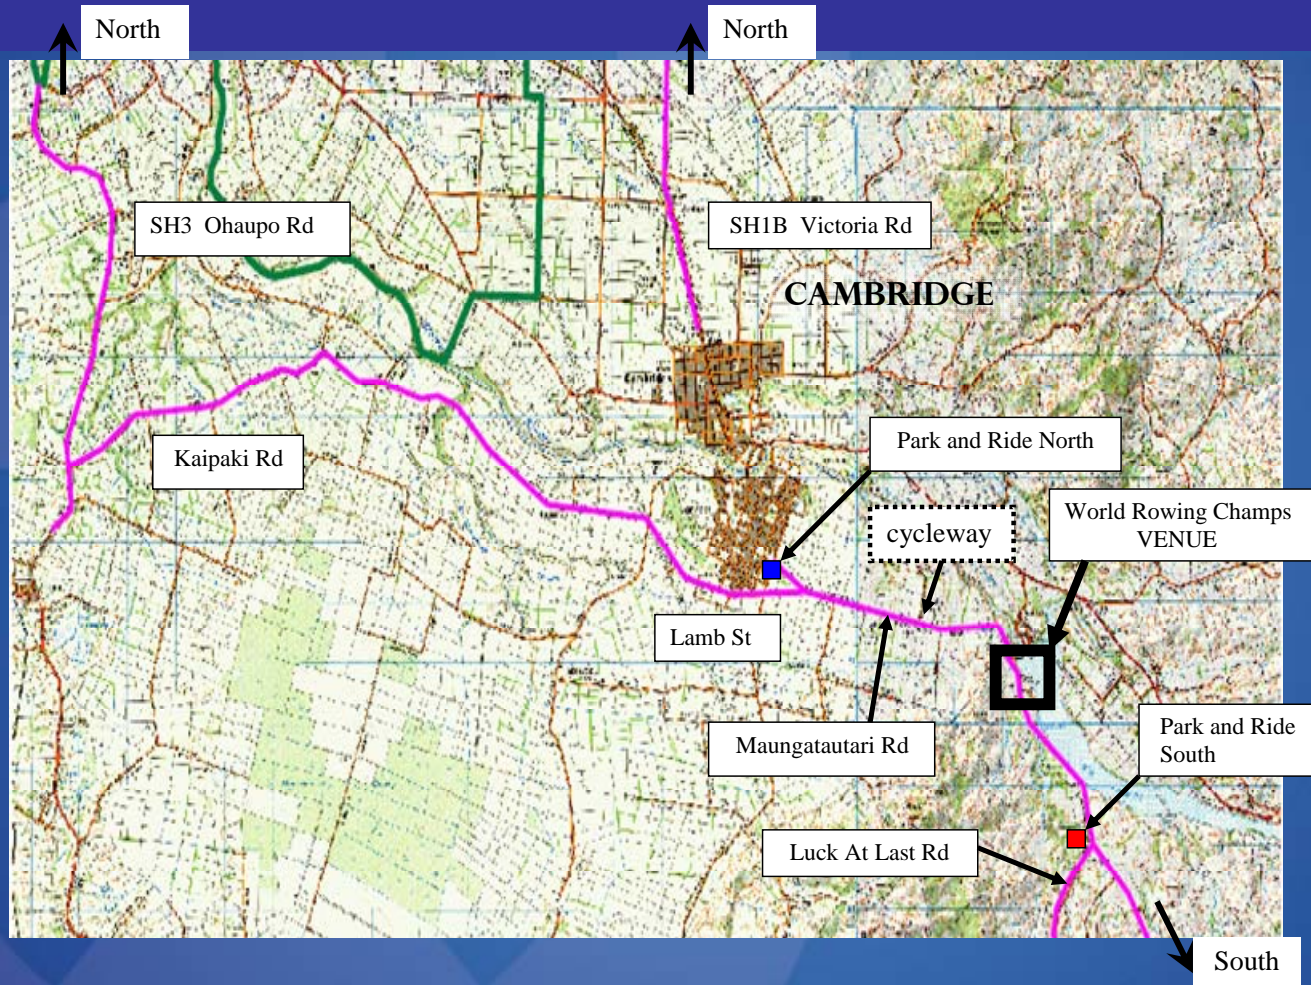 North
North
SH3 Ohaupo Rd
SH1B Victoria Rd
CAMBRIDGE
Kaipaki Rd
Park and Ride North
World Rowing Champs
VENUE
cycleway
Lamb St
Maungatautari Rd
Park and Ride
South
Luck At Last Rd
South